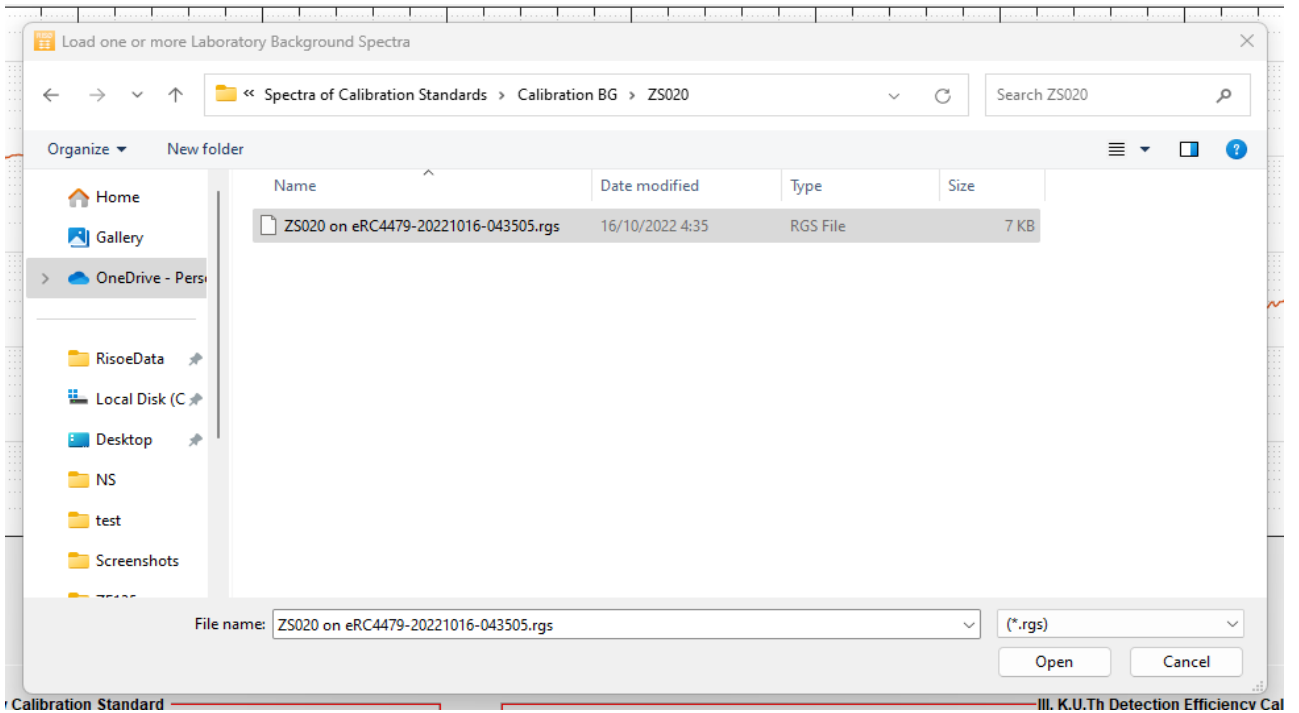 Load one or more Laboratory Background Spectra
« Spectra of Calibration Standards > Calibration BG > ZS020
Search ZS020
Organize
New folder
Name
Date modified
Type
Size
ZS020 on eRC4479-20221016-043505.rgs
16/10/2022 4:35
RGS File
7 KB
Home
Gallery
OneDrive - Pers
RisoeData
Local Disk (C
Desktop
NS
test
Screenshots
File name:
ZS020 on eRC4479-20221016-043505.rgs
(*.rgs)
Open
Cancel
Calibration Standard
III. K.U.Th Detection Efficiency Cal